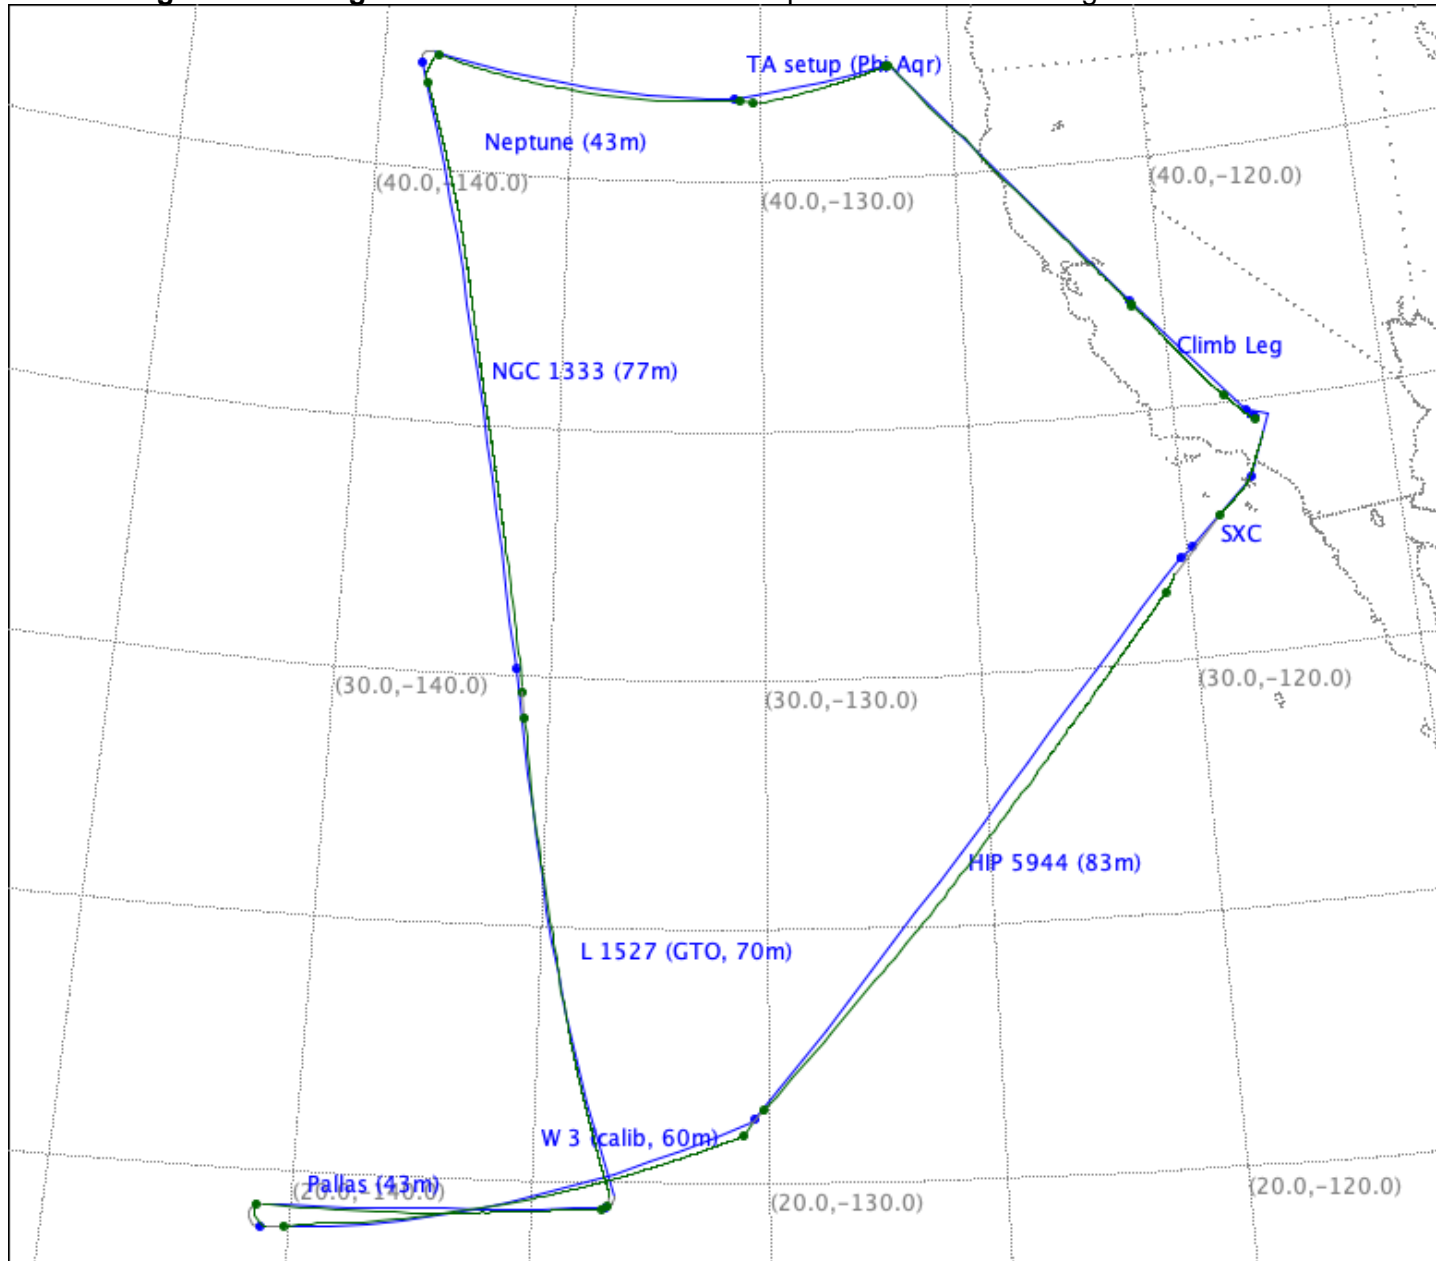 TA setup (Phi Aqr)
Neptune (43m)
(40.0,-140.0)
(40.0,-130.0)
(40.0,-120.0)
Climb Leg
NGC 1333 (77m)
SXC
(30.0,-140.0)
(30.0,-130.0)
(30.0,-120.0)
HIP 5944 (83m)
L 1527 (GTO, 70m)
W 3 (calib, 60m)
Pallas (43m)
(20.0,-140.0)
(20.0,-130.0)
(20.0,-120.0)